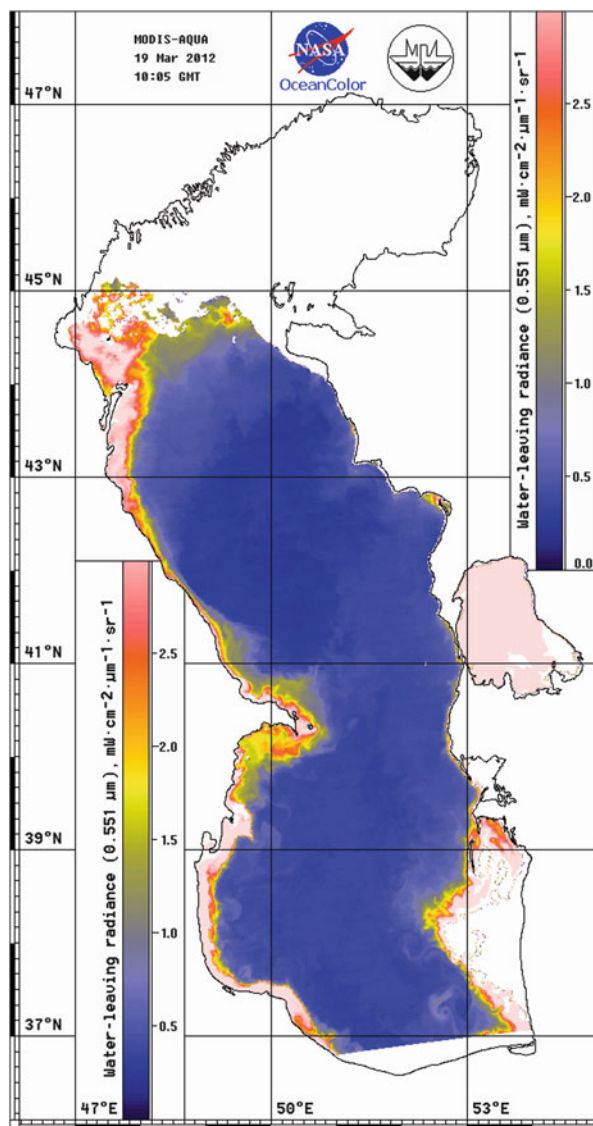 MODIS-AQUA
19 Mar 2012
10:05 GMT
NASA
OceanColor
47°N
45°N
43°N
41°N
39°N
37°N
47°E
50°E
53°E
Water-leaving radiance (0.551 μm), mW·cm⁻²·μm⁻¹·sr⁻¹
2.5
2.0
1.5
1.0
0.5
0.0
Water-leaving radiance (0.551 μm), mW·cm⁻²·μm⁻¹·sr⁻¹
2.5
2.0
1.5
1.0
0.5